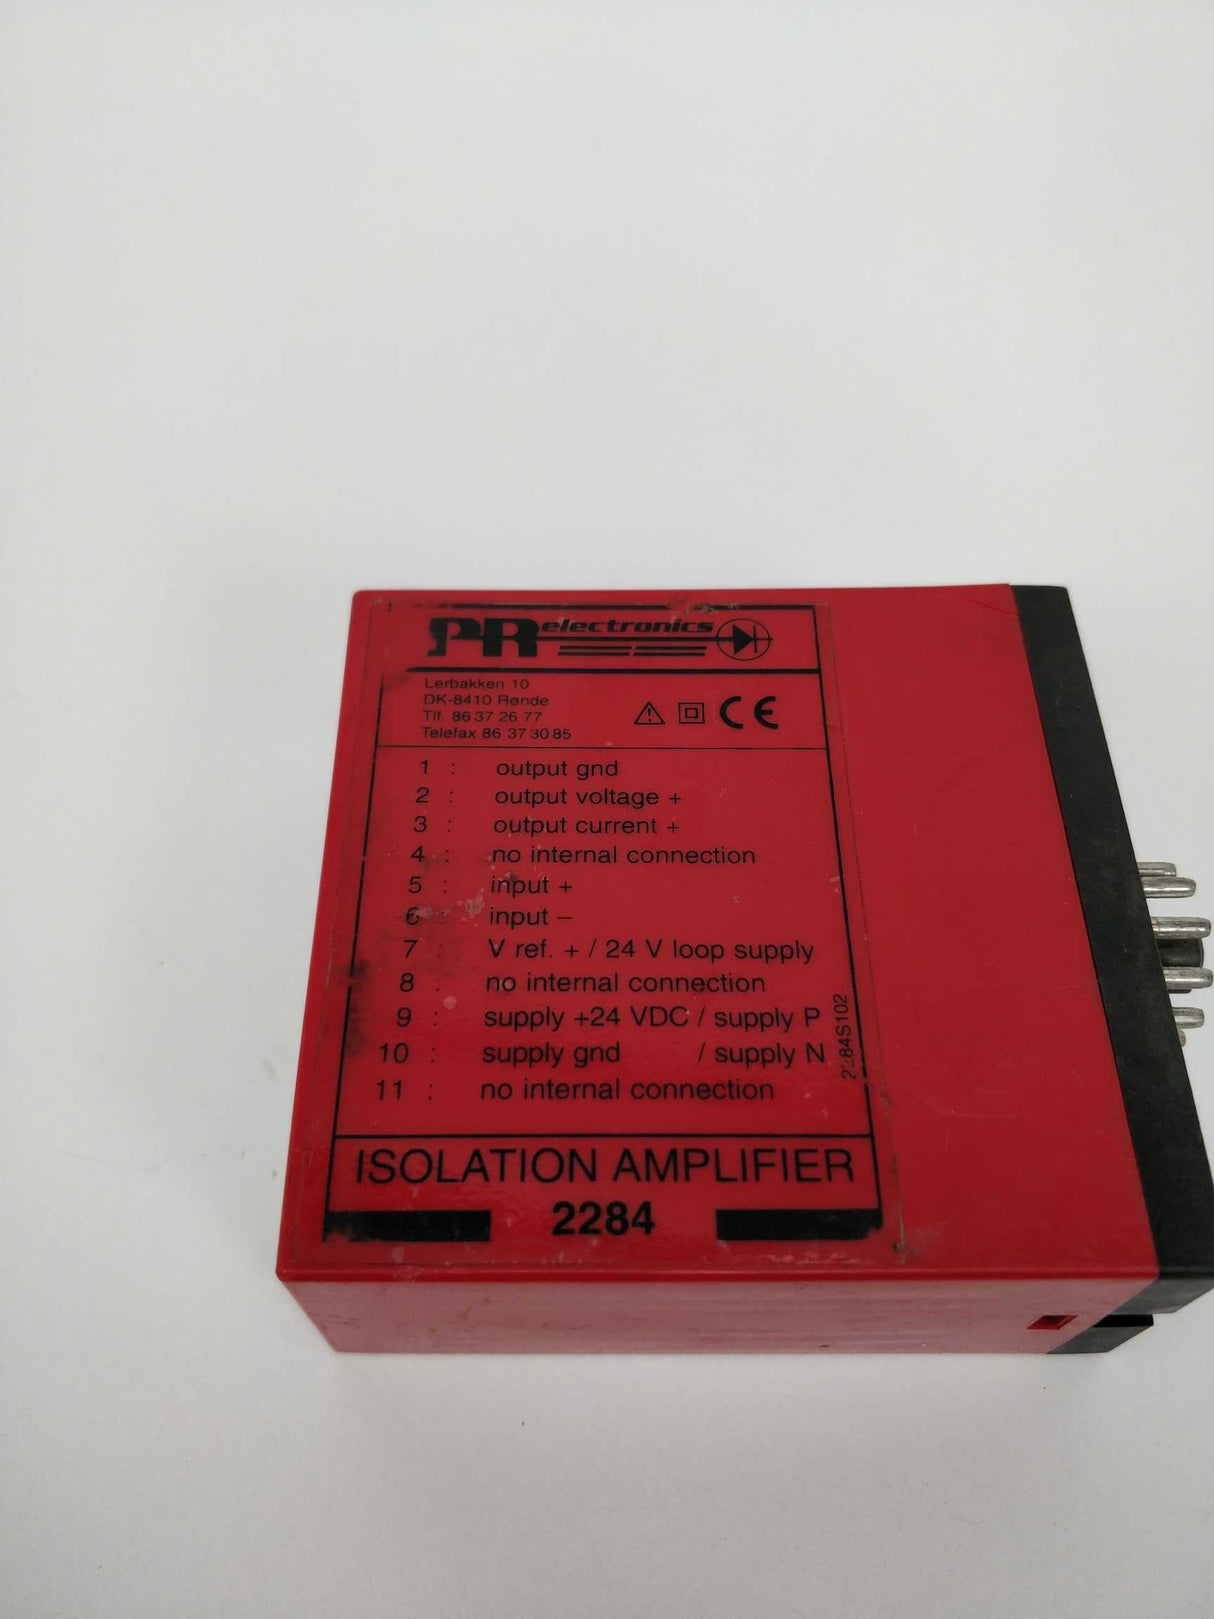 PR electronics
Lerbakken 10
DK-8410 Rønde
Tlf. 86 37 26 77
Telefax 86 37 30 85
CE
1 : output gnd
2 : output voltage +
3 : output current +
4 : no internal connection
5 : input +
6 : input –
7 : V ref. + / 24 V loop supply
8 : no internal connection
9 : supply +24 VDC / supply P
10 : supply gnd / supply N
11 : no internal connection
2284S102
ISOLATION AMPLIFIER
2284